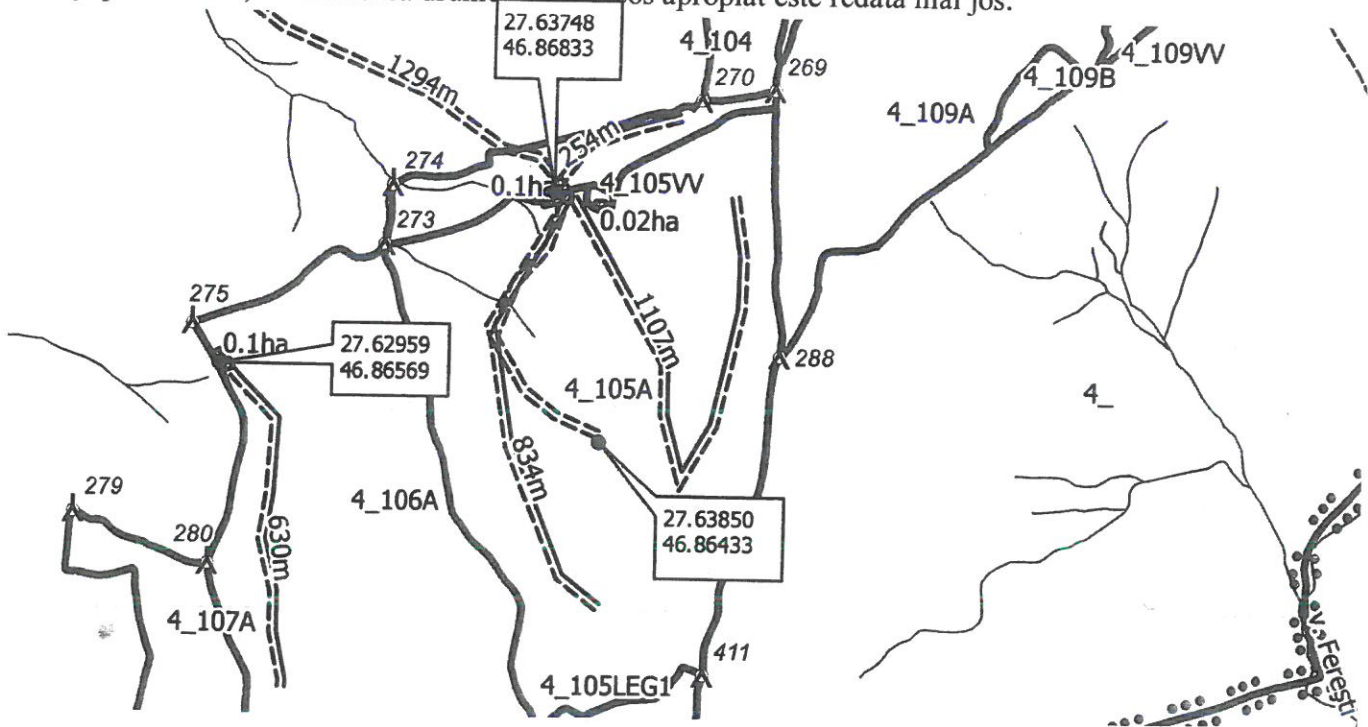 apropiat este redată mai jos.
27.63748
46.86833
4_104
270
269
4_109VV
4_109B
4_109A
1294m
254m
274
0.1ha
4_105VV
0.02ha
273
275
0.1ha
27.62959
46.86569
1107m
288
4_105A
4_
834m
279
4_106A
27.63850
46.86433
280
630m
4_107A
411
4_105LEG1
v. Ferești